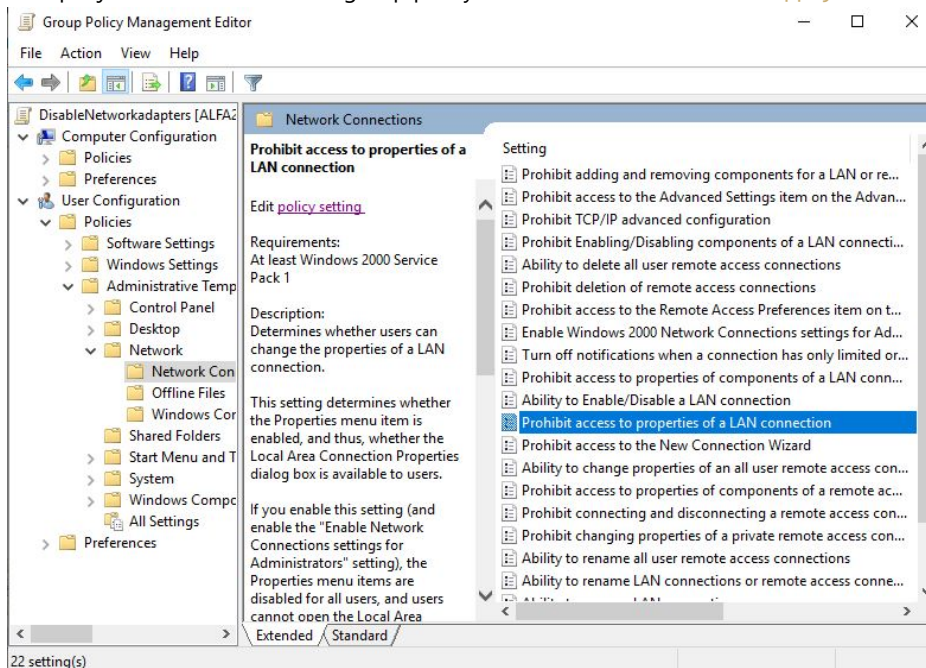 Group Policy Management Editor
File Action View Help
DisableNetworkadapters [ALFA2
Computer Configuration
Policies
Preferences
User Configuration
Policies
Software Settings
Windows Settings
Administrative Temp
Control Panel
Desktop
Network
Network Con
Offline Files
Windows Cor
Shared Folders
Start Menu and T
System
Windows Compc
All Settings
Preferences
Network Connections
Prohibit access to properties of a
LAN connection
Edit policy setting
Requirements:
At least Windows 2000 Service
Pack 1
Description:
Determines whether users can
change the properties of a LAN
connection.
This setting determines whether
the Properties menu item is
enabled, and thus, whether the
Local Area Connection Properties
dialog box is available to users.
If you enable this setting (and
enable the "Enable Network
Connections settings for
Administrators" setting), the
Properties menu items are
disabled for all users, and users
cannot open the Local Area
Setting
Prohibit adding and removing components for a LAN or re...
Prohibit access to the Advanced Settings item on the Advan...
Prohibit TCP/IP advanced configuration
Prohibit Enabling/Disabling components of a LAN connecti...
Ability to delete all user remote access connections
Prohibit deletion of remote access connections
Prohibit access to the Remote Access Preferences item on t...
Enable Windows 2000 Network Connections settings for Ad...
Turn off notifications when a connection has only limited or...
Prohibit access to properties of components of a LAN conn...
Ability to Enable/Disable a LAN connection
Prohibit access to properties of a LAN connection
Prohibit access to the New Connection Wizard
Ability to change properties of an all user remote access con...
Prohibit access to properties of components of a remote ac...
Prohibit connecting and disconnecting a remote access con...
Prohibit changing properties of a private remote access con...
Ability to rename all user remote access connections
Ability to rename LAN connections or remote access conne...
Extended Standard
22 setting(s)